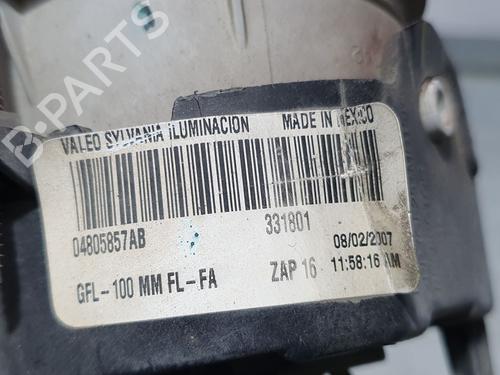 B-PARTS
VALEO SYLVANIA ILUMINACION MADE IN MEXICO
04805857AB 331801 08/02/2007
GFL-100 MM FL-FA ZAP 16 11:58:16 AM